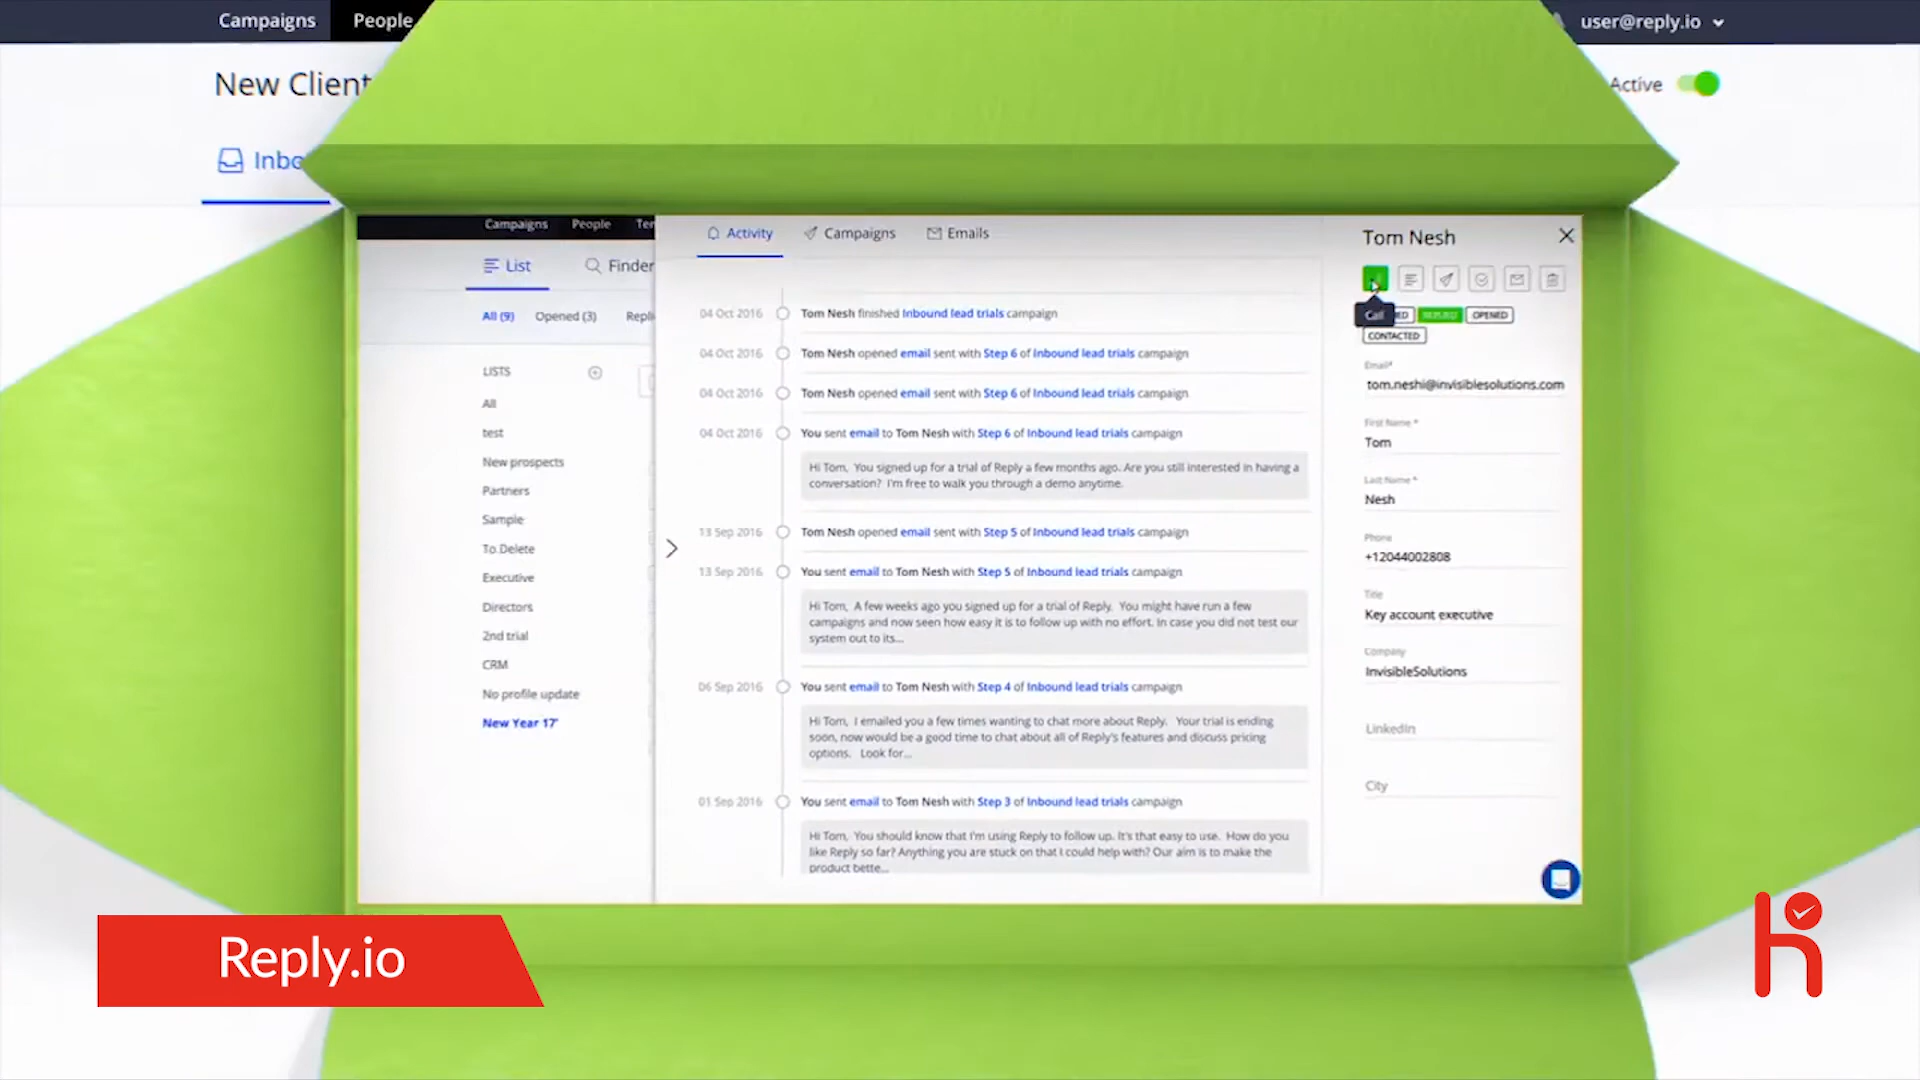 Campaigns
People
user@reply.io
New Client
Active
Inbo
Campaigns
People
List
Finder
All (9)
Opened (3)
Repli
LISTS
All
test
New prospects
Partners
Sample
To Delete
Executive
Directors
2nd trial
CRM
No profile update
New Year 17'
Activity
Campaigns
Emails
04 Oct 2016 Tom Nesh finished Inbound lead trials campaign
04 Oct 2016 Tom Nesh opened email sent with Step 6 of Inbound lead trials campaign
04 Oct 2016 Tom Nesh opened email sent with Step 6 of Inbound lead trials campaign
04 Oct 2016 You sent email to Tom Nesh with Step 6 of Inbound lead trials campaign
Hi Tom, You signed up for a trial of Reply a few months ago. Are you still interested in having a
conversation? I'm free to walk you through a demo anytime.
13 Sep 2016 Tom Nesh opened email sent with Step 5 of Inbound lead trials campaign
13 Sep 2016 You sent email to Tom Nesh with Step 5 of Inbound lead trials campaign
Hi Tom, A few weeks ago you signed up for a trial of Reply. You might have run a few
campaigns and now seen how easy it is to follow up with no effort. In case you did not test our
system out to its...
06 Sep 2016 You sent email to Tom Nesh with Step 4 of Inbound lead trials campaign
Hi Tom, I emailed you a few times wanting to chat more about Reply. Your trial is ending
soon, now would be a good time to chat about all of Reply's features and discuss pricing
options. Look for...
01 Sep 2016 You sent email to Tom Nesh with Step 3 of Inbound lead trials campaign
Hi Tom, You should know that I'm using Reply to follow up. It's that easy to use. How do you
like Reply so far? Anything you are stuck on that I could help with? Our aim is to make the
product bette...
Tom Nesh
Call
REPLIED
OPENED
CONTACTED
Email*
tom.neshi@invisiblesolutions.com
First Name *
Tom
Last Name *
Nesh
Phone
+12044002808
Title
Key account executive
Company
InvisibleSolutions
LinkedIn
City
Reply.io